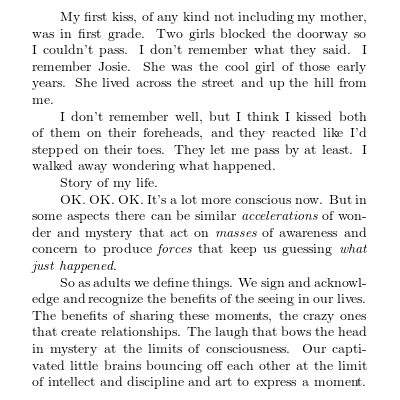 My first kiss, of any kind not including my mother,
was in first grade. Two girls blocked the doorway so
I couldn't pass. I don't remember what they said. I
remember Josie. She was the cool girl of those early
years. She lived across the street and up the hill from
me.
I don't remember well, but I think I kissed both
of them on their foreheads, and they reacted like I'd
stepped on their toes. They let me pass by at least. I
walked away wondering what happened.
Story of my life.
OK. OK. OK. It's a lot more conscious now. But in
some aspects there can be similar accelerations of won-
der and mystery that act on masses of awareness and
concern to produce forces that keep us guessing what
just happened.
So as adults we define things. We sign and acknowl-
edge and recognize the benefits of the seeing in our lives.
The benefits of sharing these moments, the crazy ones
that create relationships. The laugh that bows the head
in mystery at the limits of consciousness. Our capti-
vated little brains bouncing off each other at the limit
of intellect and discipline and art to express a moment.